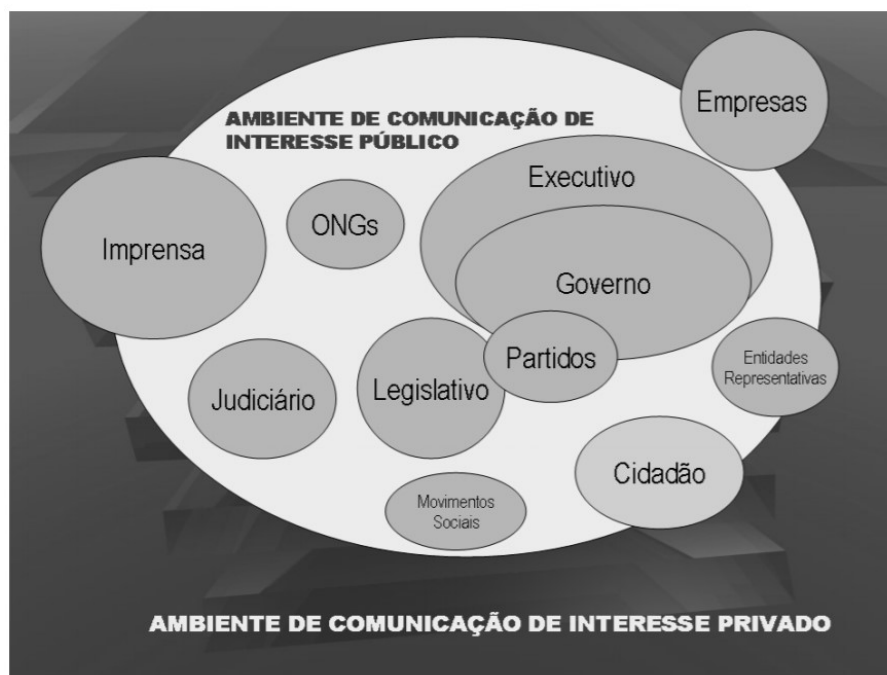 Empresas
AMBIENTE DE COMUNICAÇÃO DE
INTERESSE PÚBLICO
Executivo
ONGs
Imprensa
Governo
Partidos
Entidades
Representativas
Legislativo
Judiciário
Cidadão
Movimentos
Sociais
AMBIENTE DE COMUNICAÇÃO DE INTERESSE PRIVADO